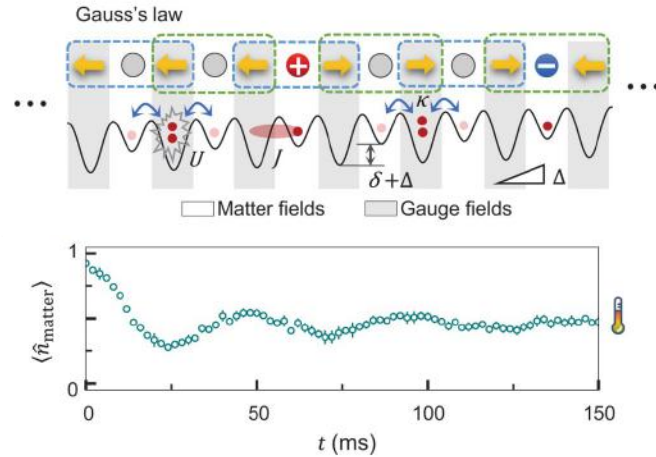 Gauss's law
+
−
... ...
κ
U
J
δ+Δ
Δ
Matter fields Gauge fields
⟨n̂matter⟩
1
0
0 50 100 150
t (ms)